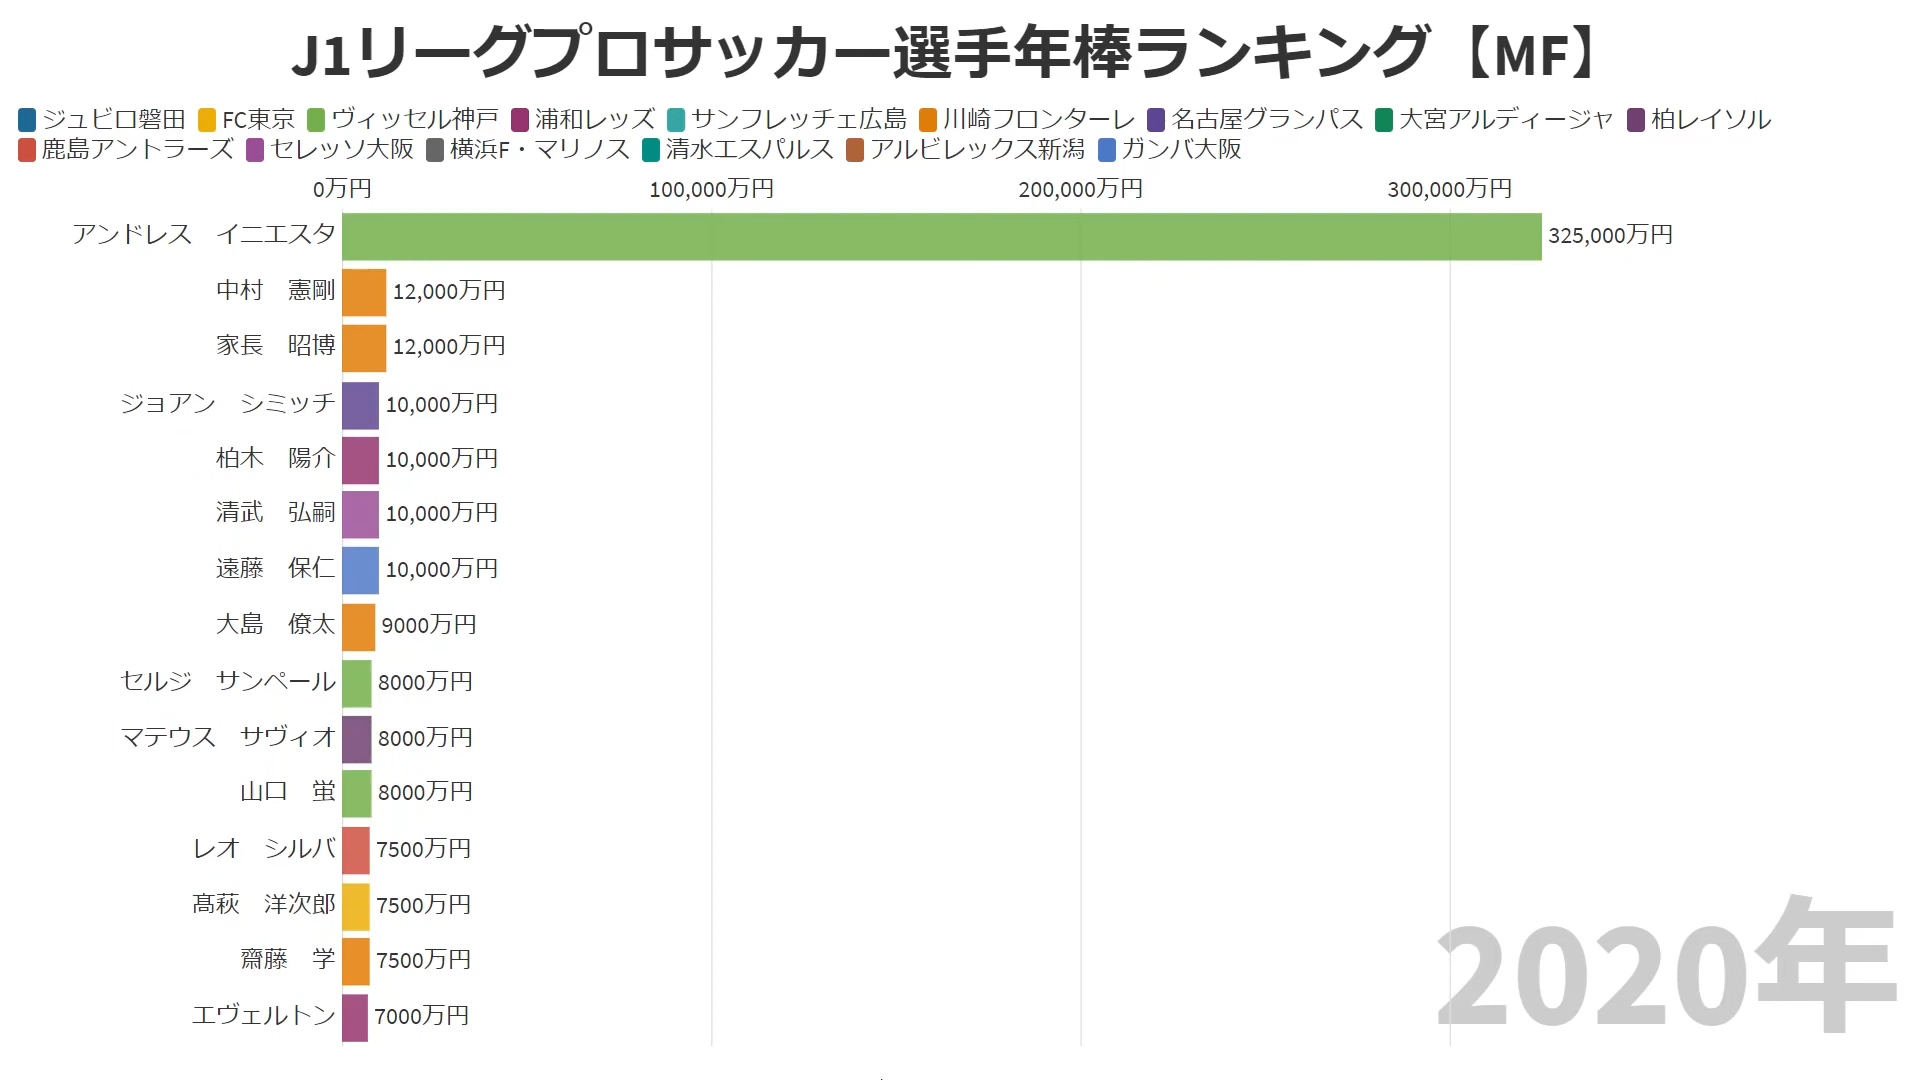 J1リーグプロサッカー選手年棒ランキング【MF】
ジュビロ磐田 FC東京 ヴィッセル神戸 浦和レッズ サンフレッチェ広島 川崎フロンターレ 名古屋グランパス 大宮アルディージャ 柏レイソル
鹿島アントラーズ セレッソ大阪 横浜F・マリノス 清水エスパルス アルビレックス新潟 ガンバ大阪
0万円 100,000万円 200,000万円 300,000万円
アンドレス　イニエスタ 325,000万円
中村　憲剛 12,000万円
家長　昭博 12,000万円
ジョアン　シミッチ 10,000万円
柏木　陽介 10,000万円
清武　弘嗣 10,000万円
遠藤　保仁 10,000万円
大島　僚太 9000万円
セルジ　サンペール 8000万円
マテウス　サヴィオ 8000万円
山口　蛍 8000万円
レオ　シルバ 7500万円
髙萩　洋次郎 7500万円
齋藤　学 7500万円
エヴェルトン 7000万円
2020年